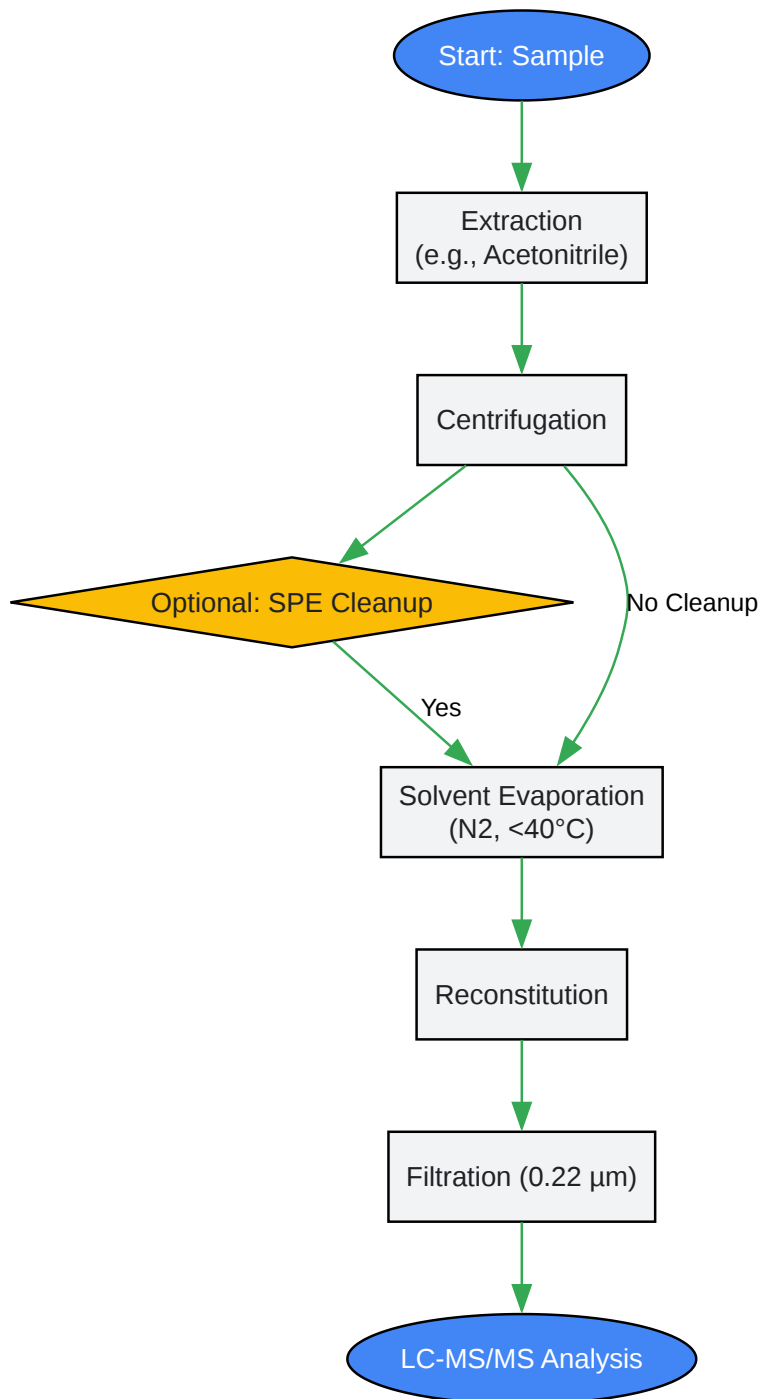 Start: Sample
Extraction
(e.g., Acetonitrile)
Centrifugation
Optional: SPE Cleanup
No Cleanup
Yes
Solvent Evaporation
(N2, <40°C)
Reconstitution
Filtration (0.22 µm)
LC-MS/MS Analysis